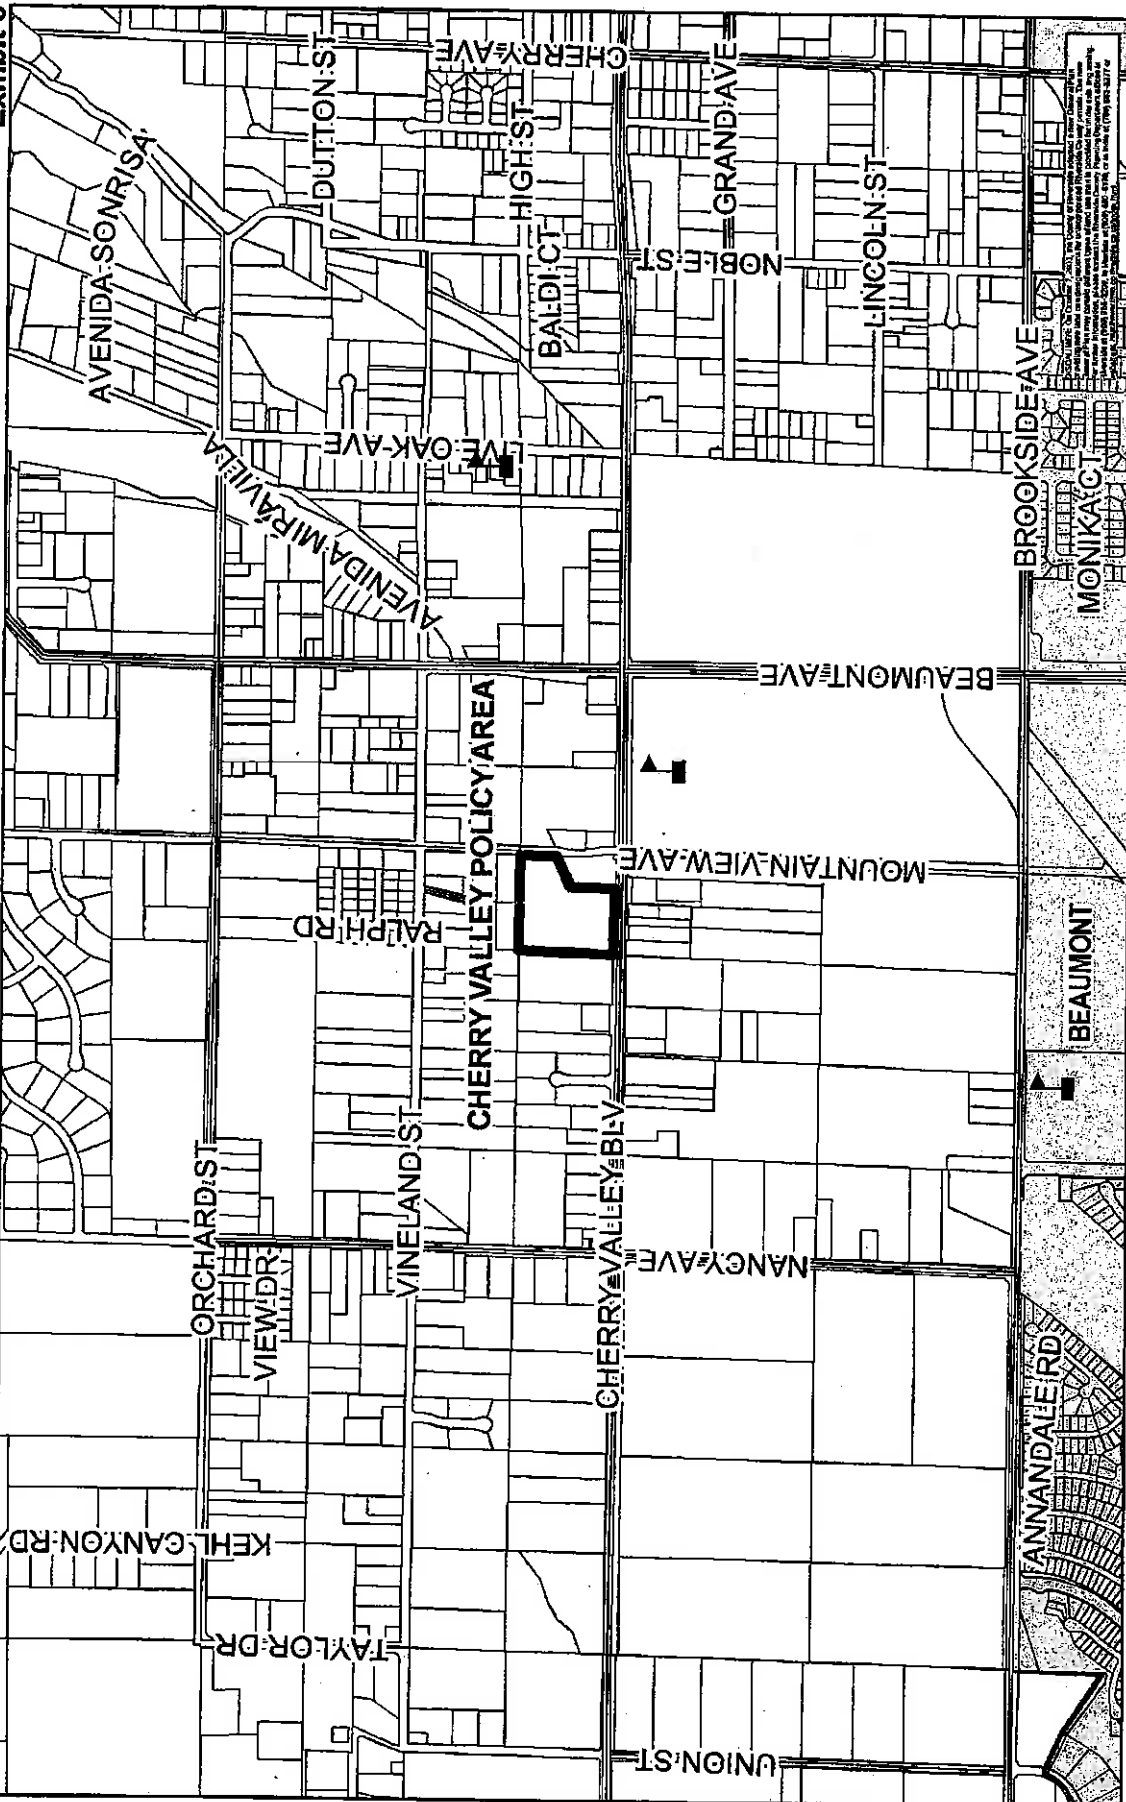 AVENIDA SONRISA
DUTTON ST
CHERRY AVE
HIGH ST
GRAND AVE
BALDI CT
NOBLE ST
LINCOLN ST
LIVE OAK AVE
AVENIDA MIRAVILLA
BROOKSIDE AVE
MONIKA CT
BEAUMONT AVE
CHERRY VALLEY POLICY AREA
MOUNTAIN VIEW AVE
RALPH RD
BEAUMONT
ORCHARD ST
VINELAND ST
CHERRY VALLEY BLV
VIEW DR
NANCY AVE
ANNANDALE RD
KEHL CANYON RD
TAYLOR DR
UNION ST